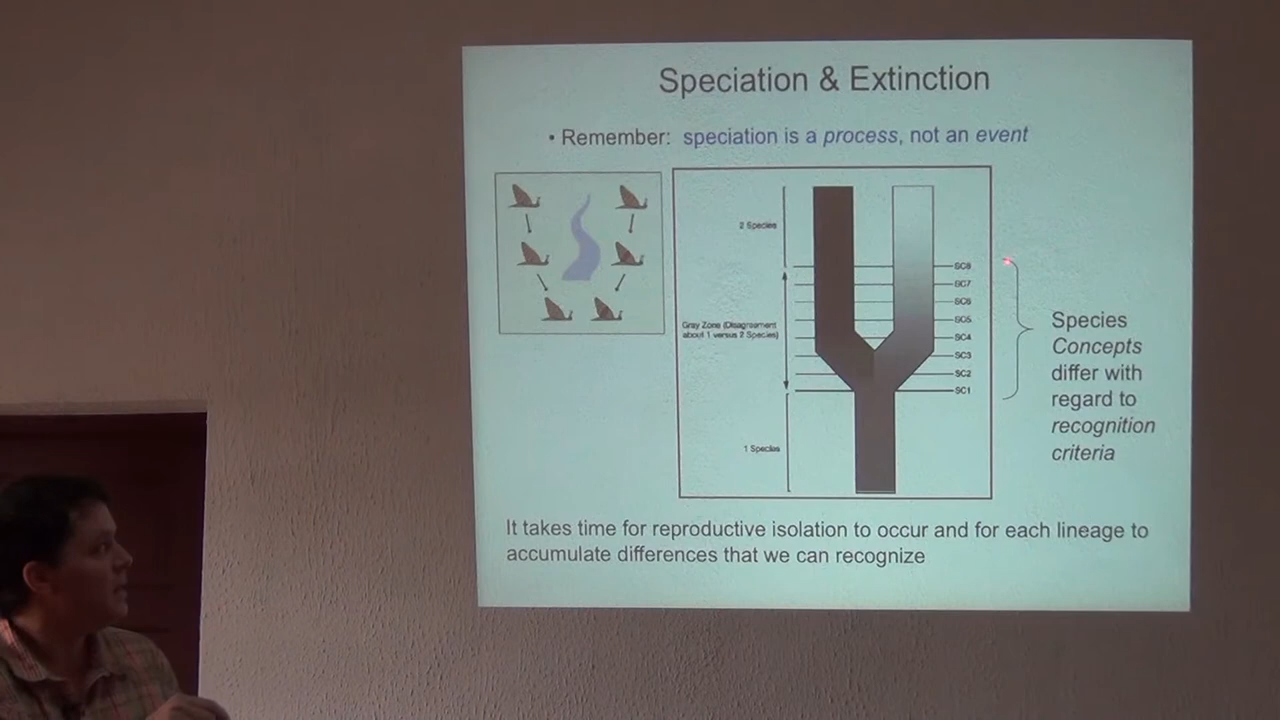 Speciation & Extinction
• Remember: speciation is a process, not an event
2 Species
Gray Zone (Disagreement
about 1 versus 2 Species)
1 Species
SC8
SC7
SC6
SC5
SC4
SC3
SC2
SC1
Species
Concepts
differ with
regard to
recognition
criteria
It takes time for reproductive isolation to occur and for each lineage to
accumulate differences that we can recognize